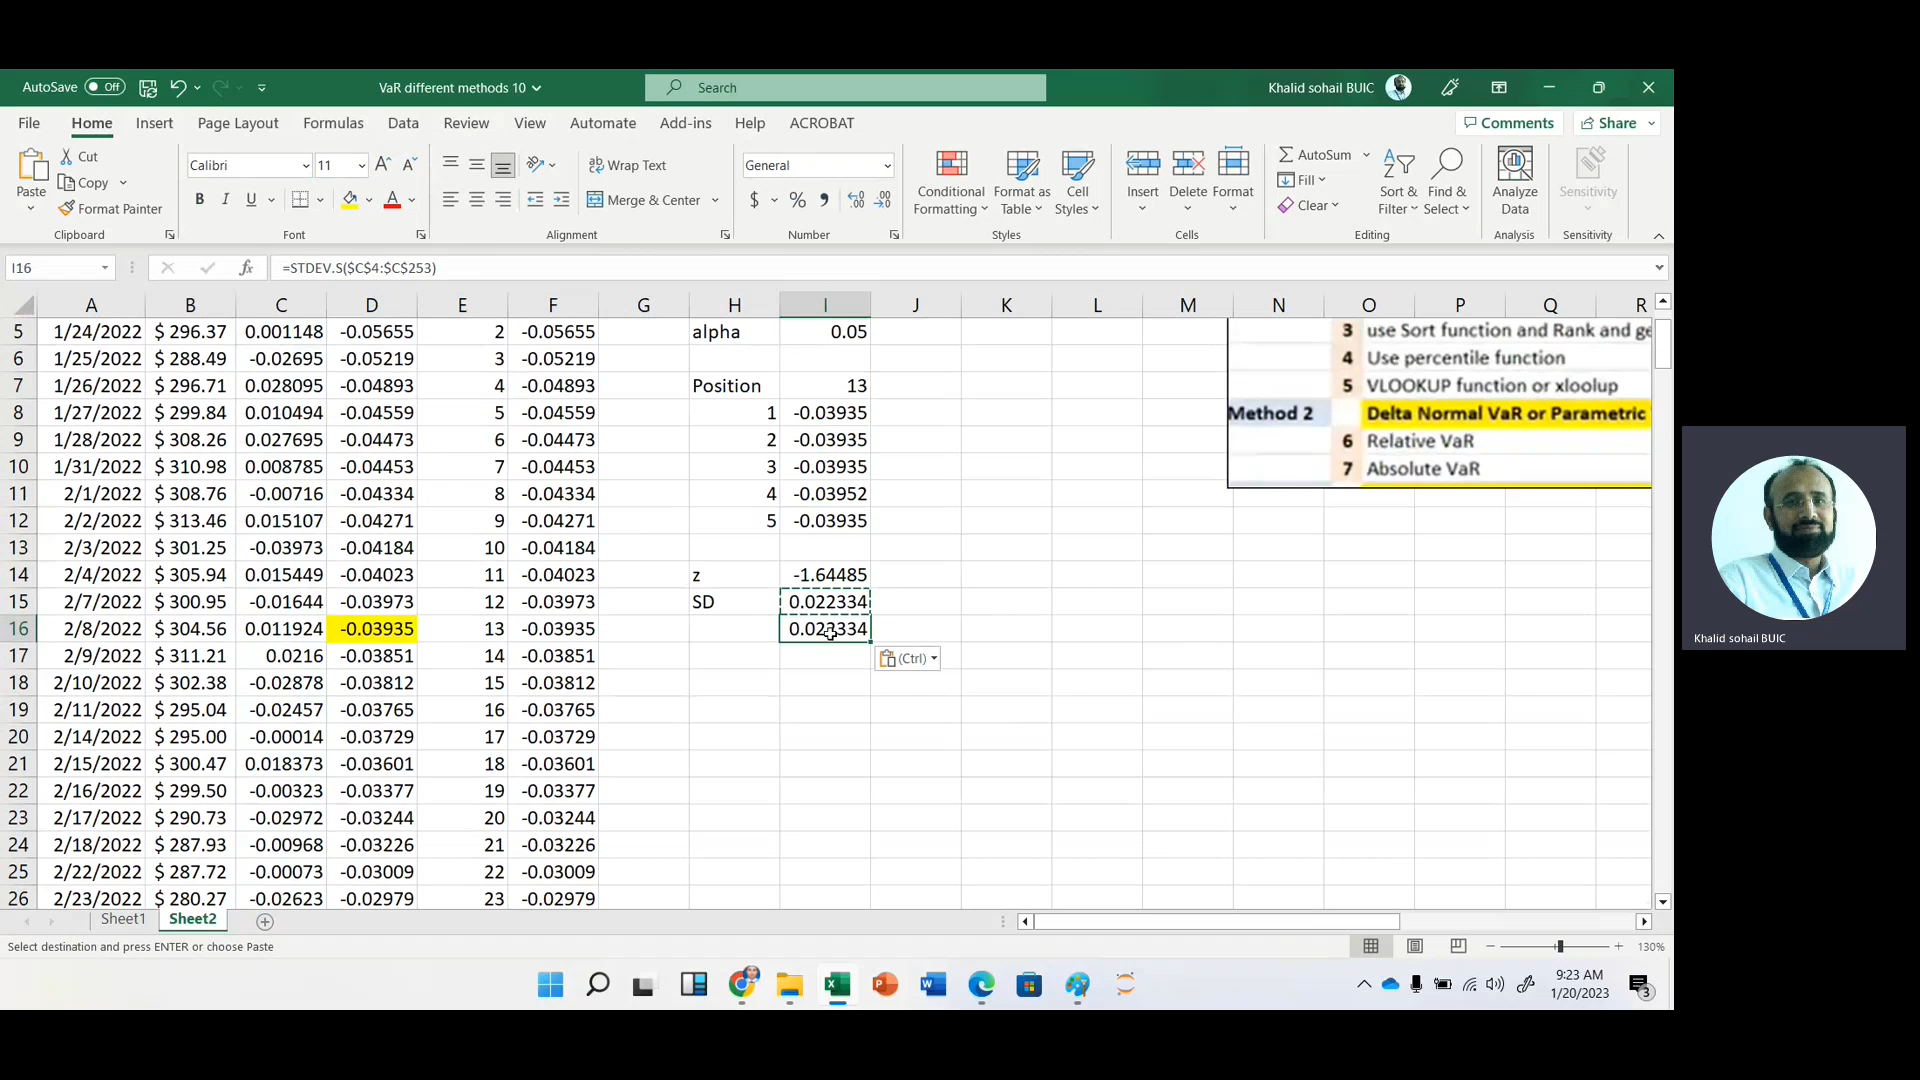 AutoSave Off VaR different methods 10 Search Khalid sohail BUIC
File Home Insert Page Layout Formulas Data Review View Automate Add-ins Help ACROBAT Comments Share
Paste Cut Copy Format Painter Clipboard
Calibri 11 B I U A Font
Wrap Text Merge & Center Alignment
General $ % , Number
Conditional Formatting Format as Table Cell Styles Styles
Insert Delete Format Cells
AutoSum Fill Clear Sort & Filter Find & Select Editing
Analyze Data Analysis
Sensitivity Sensitivity
I16 fx =STDEV.S($C$4:$C$253)
A B C D E F G H I J K L M N O P Q R
5 1/24/2022 $ 296.37 0.001148 -0.05655 2 -0.05655 alpha 0.05 3 use Sort function and Rank and ge
6 1/25/2022 $ 288.49 -0.02695 -0.05219 3 -0.05219 4 Use percentile function
7 1/26/2022 $ 296.71 0.028095 -0.04893 4 -0.04893 Position 13 5 VLOOKUP function or xloolup
8 1/27/2022 $ 299.84 0.010494 -0.04559 5 -0.04559 1 -0.03935 Method 2 Delta Normal VaR or Parametric
9 1/28/2022 $ 308.26 0.027695 -0.04473 6 -0.04473 2 -0.03935 6 Relative VaR
10 1/31/2022 $ 310.98 0.008785 -0.04453 7 -0.04453 3 -0.03935 7 Absolute VaR
11 2/1/2022 $ 308.76 -0.00716 -0.04334 8 -0.04334 4 -0.03952
12 2/2/2022 $ 313.46 0.015107 -0.04271 9 -0.04271 5 -0.03935
13 2/3/2022 $ 301.25 -0.03973 -0.04184 10 -0.04184
14 2/4/2022 $ 305.94 0.015449 -0.04023 11 -0.04023 z -1.64485
15 2/7/2022 $ 300.95 -0.01644 -0.03973 12 -0.03973 SD 0.022334
16 2/8/2022 $ 304.56 0.011924 -0.03935 13 -0.03935 0.022334
17 2/9/2022 $ 311.21 0.0216 -0.03851 14 -0.03851 (Ctrl)
18 2/10/2022 $ 302.38 -0.02878 -0.03812 15 -0.03812
19 2/11/2022 $ 295.04 -0.02457 -0.03765 16 -0.03765
20 2/14/2022 $ 295.00 -0.00014 -0.03729 17 -0.03729
21 2/15/2022 $ 300.47 0.018373 -0.03601 18 -0.03601
22 2/16/2022 $ 299.50 -0.00323 -0.03377 19 -0.03377
23 2/17/2022 $ 290.73 -0.02972 -0.03244 20 -0.03244
24 2/18/2022 $ 287.93 -0.00968 -0.03226 21 -0.03226
25 2/22/2022 $ 287.72 -0.00073 -0.03009 22 -0.03009
26 2/23/2022 $ 280.27 -0.02623 -0.02979 23 -0.02979
Sheet1 Sheet2
Select destination and press ENTER or choose Paste 130%
9:23 AM
1/20/2023 3
Khalid sohail BUIC